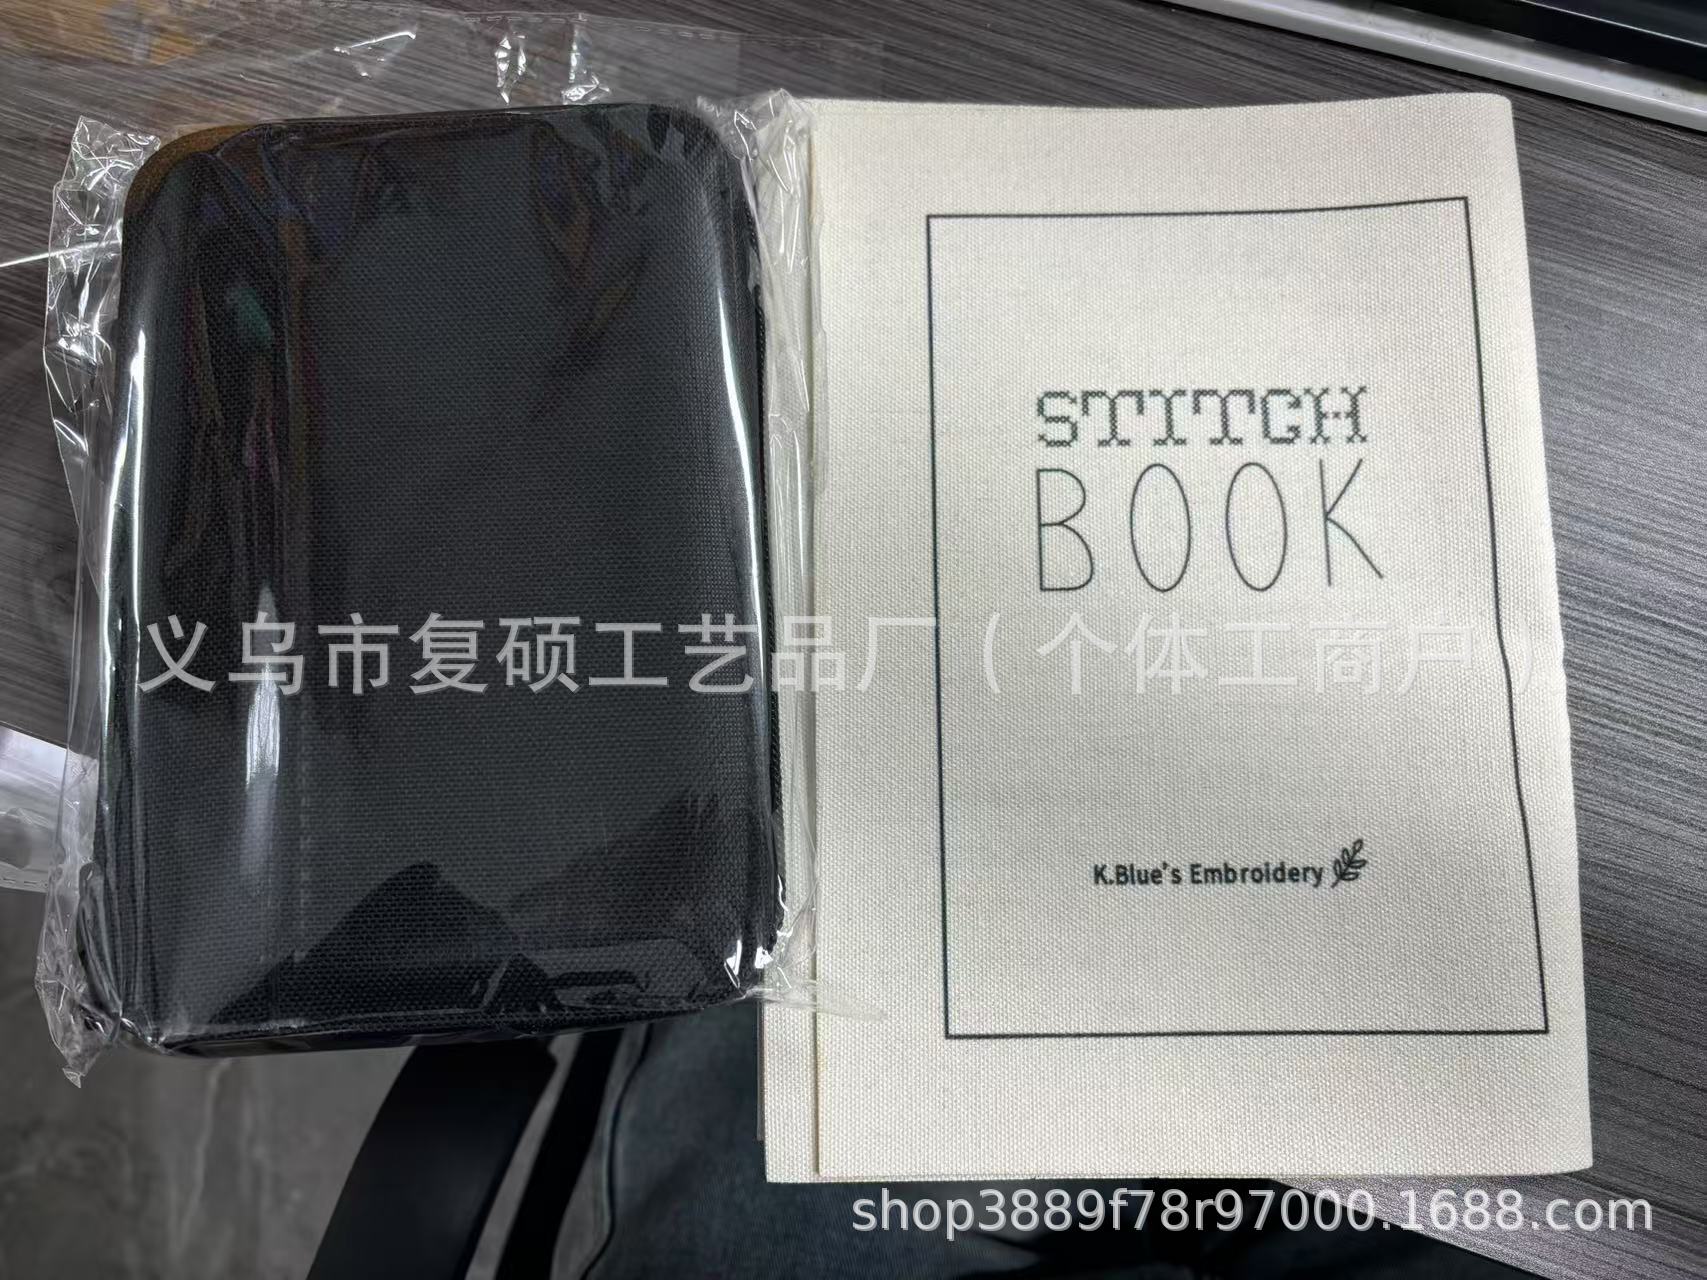 STITCH
BOOK
义乌市复硕工艺品厂（个体工商户）
K.Blue's Embroidery
shop3889f78r97000.1688.com